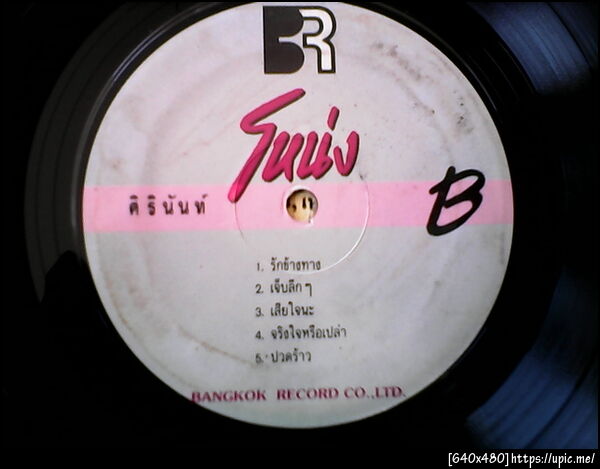 BR
โหน่ง
ศิรินันท์
B
1. รักข้างทาง
2. เจ็บลึกๆ
3. เสียใจนะ
4. จริงใจหรือเปล่า
5. ปวดร้าว
BANGKOK RECORD CO.,LTD.
[640x480]https://upic.me/